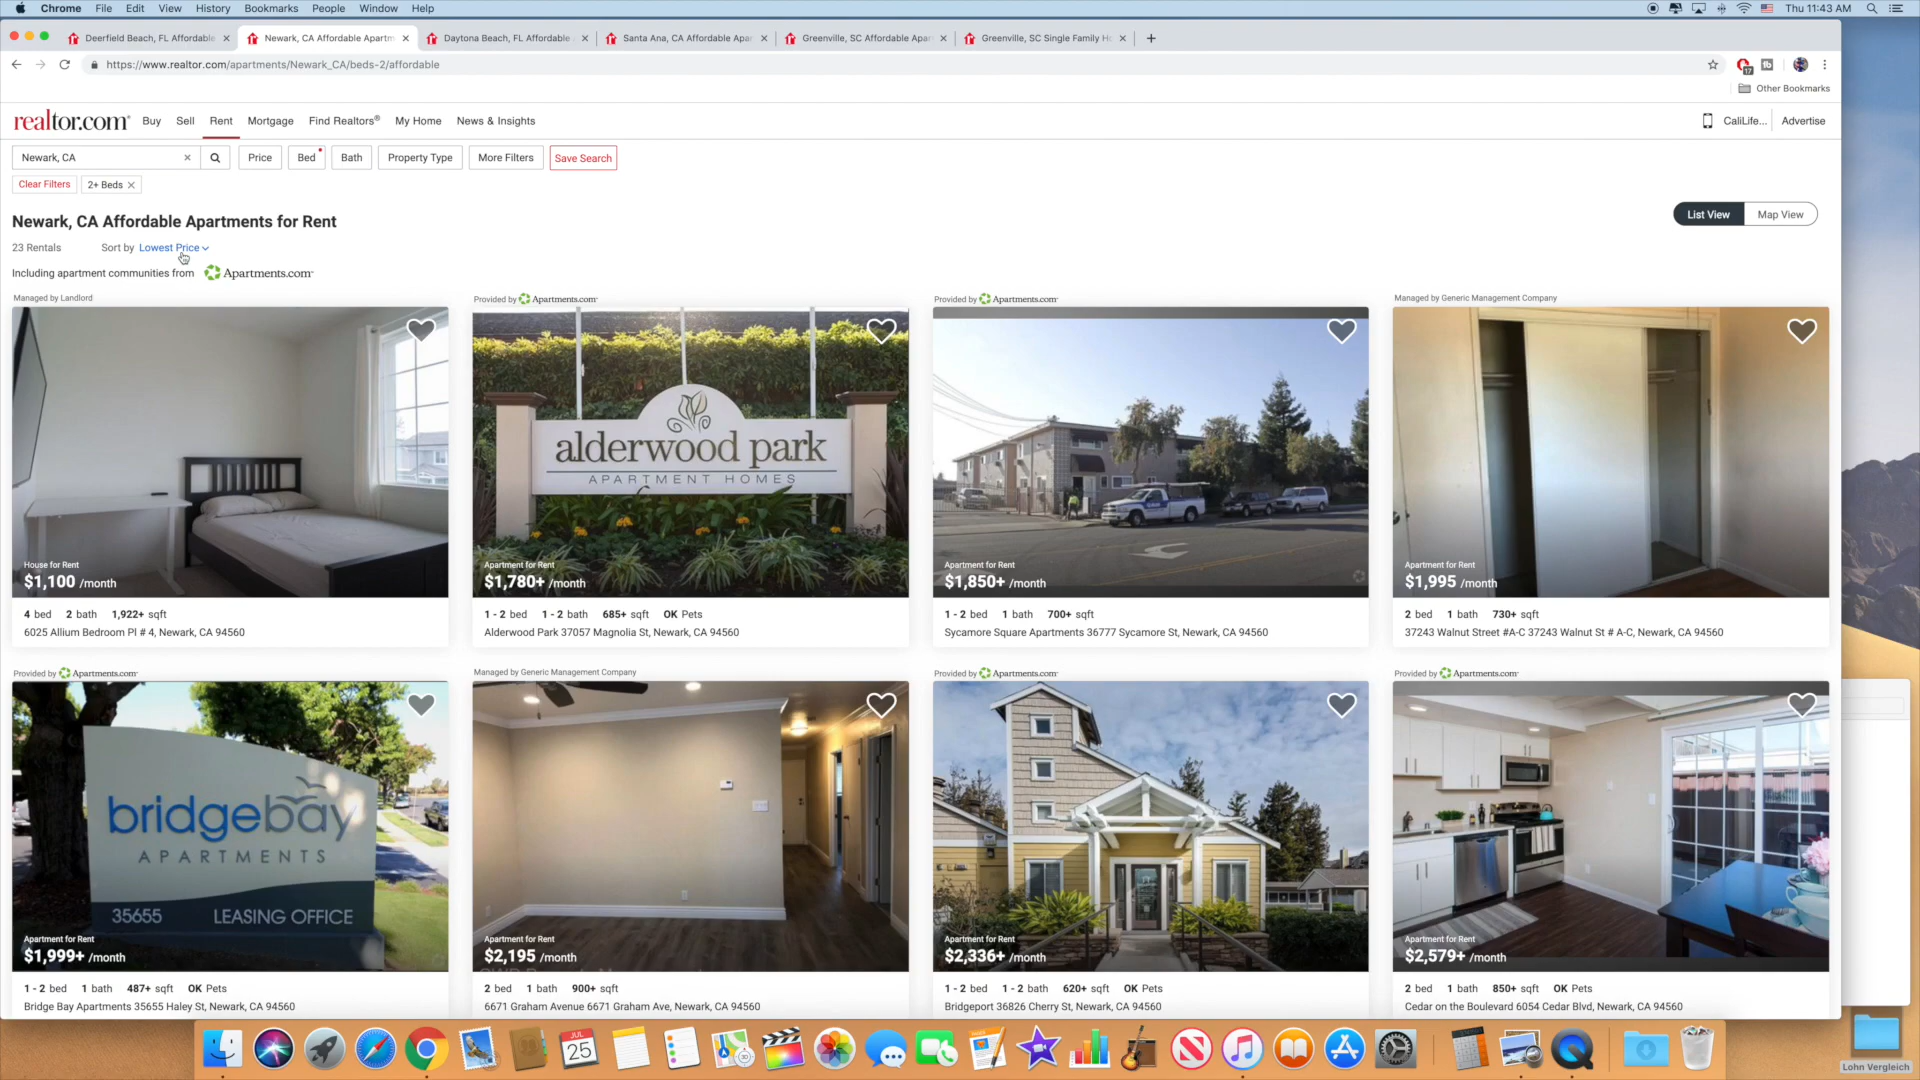 Chrome File Edit View History Bookmarks People Window Help Thu 11:43 AM
Deerfield Beach, FL Affordable Newark, CA Affordable Apartm Daytona Beach, FL Affordable Santa Ana, CA Affordable Apar Greenville, SC Affordable Apar Greenville, SC Single Family Ho
https://www.realtor.com/apartments/Newark_CA/beds-2/affordable 17 tb
Other Bookmarks
realtor.com® Buy Sell Rent Mortgage Find Realtors® My Home News & Insights CaliLife... Advertise
Newark, CA Price Bed Bath Property Type More Filters Save Search
Clear Filters 2+ Beds
Newark, CA Affordable Apartments for Rent List View Map View
23 Rentals Sort by Lowest Price
Including apartment communities from Apartments.com
Managed by Landlord Provided by Apartments.com Provided by Apartments.com Managed by Generic Management Company
alderwood park
APARTMENT HOMES
House for Rent Apartment for Rent Apartment for Rent Apartment for Rent
$1,100 /month $1,780+ /month $1,850+ /month $1,995 /month
4 bed 2 bath 1,922+ sqft 1 - 2 bed 1 - 2 bath 685+ sqft OK Pets 1 - 2 bed 1 bath 700+ sqft 2 bed 1 bath 730+ sqft
6025 Allium Bedroom Pl # 4, Newark, CA 94560 Alderwood Park 37057 Magnolia St, Newark, CA 94560 Sycamore Square Apartments 36777 Sycamore St, Newark, CA 94560 37243 Walnut Street #A-C 37243 Walnut St # A-C, Newark, CA 94560
Provided by Apartments.com Managed by Generic Management Company Provided by Apartments.com Provided by Apartments.com
bridgebay
APARTMENTS
35655 LEASING OFFICE
Apartment for Rent Apartment for Rent Apartment for Rent Apartment for Rent
$1,999+ /month $2,195 /month $2,336+ /month $2,579+ /month
1 - 2 bed 1 bath 487+ sqft OK Pets 2 bed 1 bath 900+ sqft 1 - 2 bed 1 - 2 bath 620+ sqft OK Pets 2 bed 1 bath 850+ sqft OK Pets
Bridge Bay Apartments 35655 Haley St, Newark, CA 94560 6671 Graham Avenue 6671 Graham Ave, Newark, CA 94560 Bridgeport 36826 Cherry St, Newark, CA 94560 Cedar on the Boulevard 6054 Cedar Blvd, Newark, CA 94560
JUL
25
Lohn Vergleich